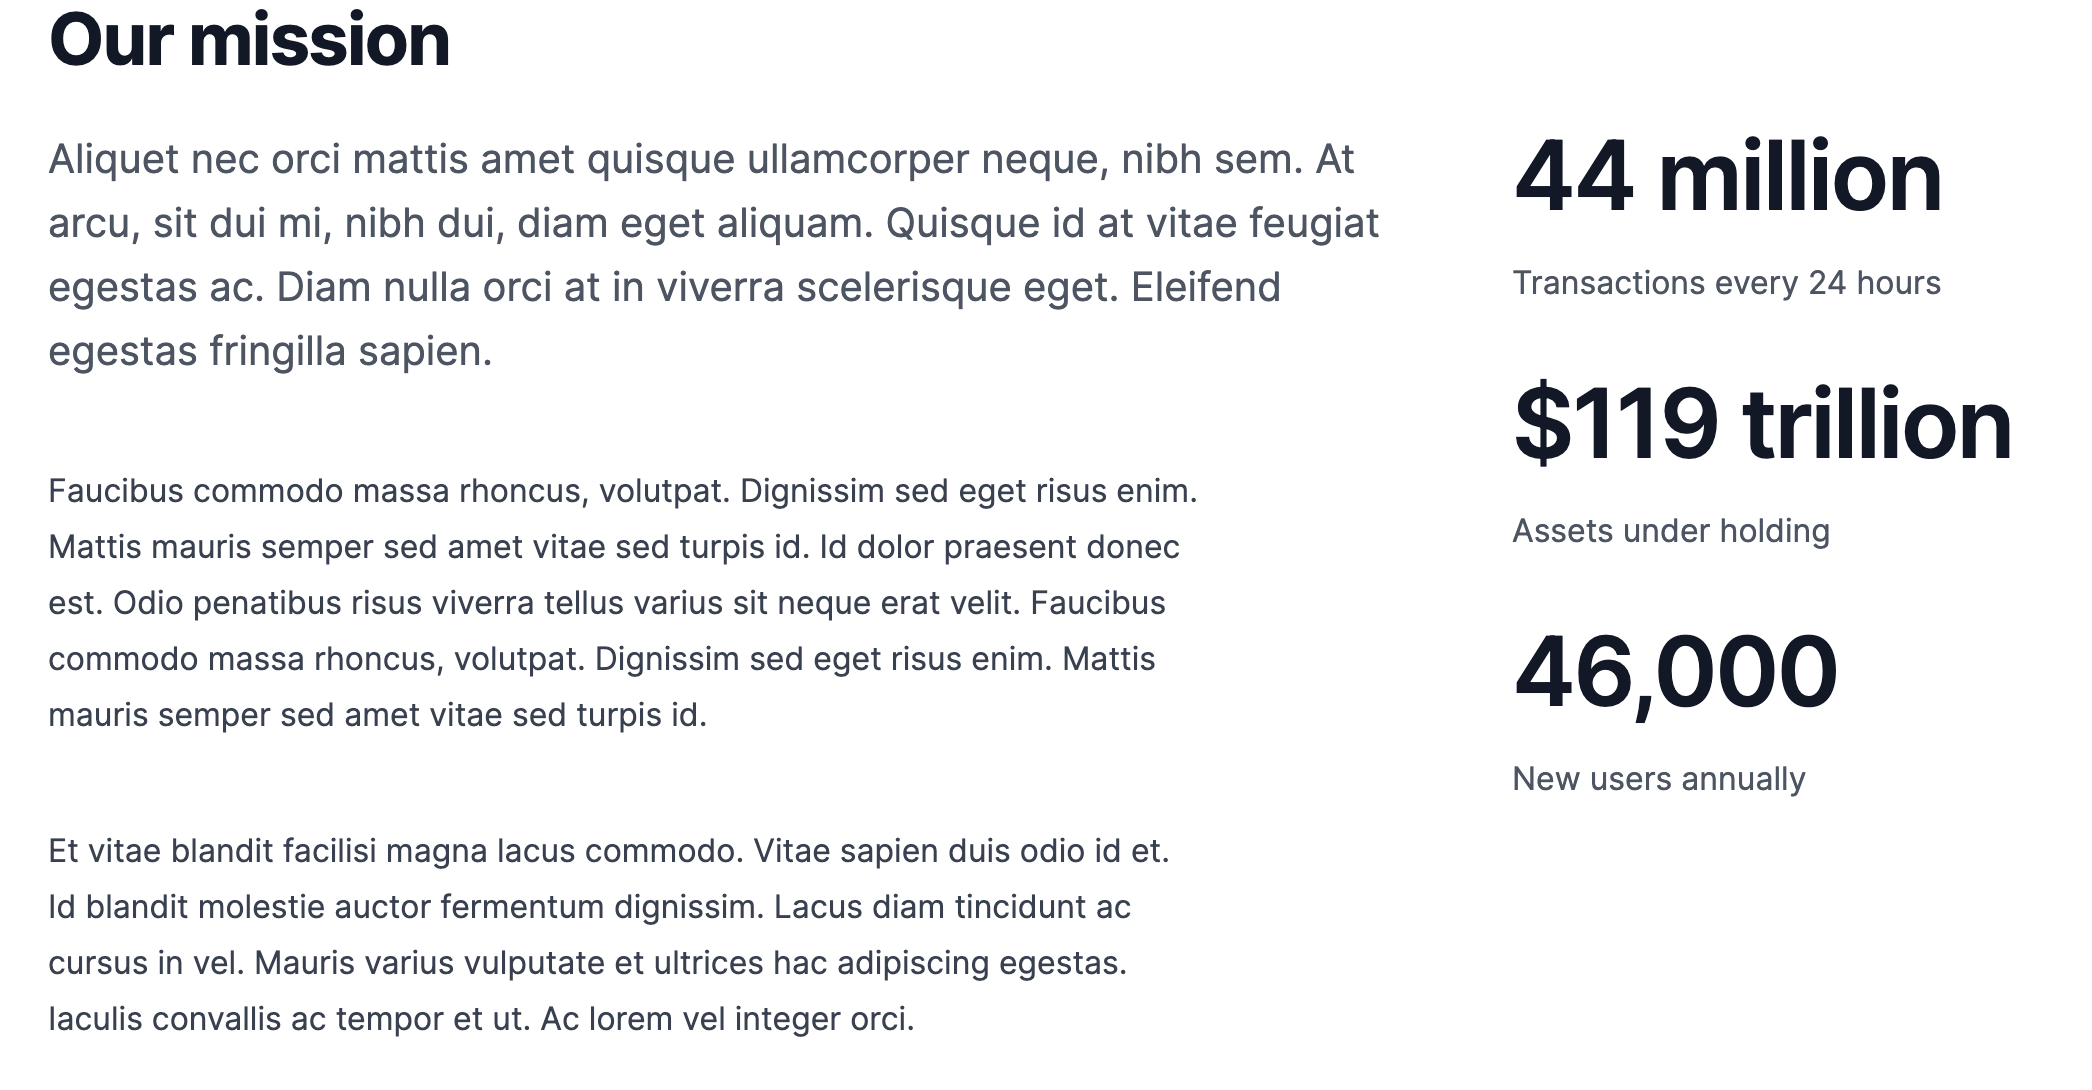 Our mission
Aliquet nec orci mattis amet quisque ullamcorper neque, nibh sem. At
arcu, sit dui mi, nibh dui, diam eget aliquam. Quisque id at vitae feugiat
egestas ac. Diam nulla orci at in viverra scelerisque eget. Eleifend
egestas fringilla sapien.
Faucibus commodo massa rhoncus, volutpat. Dignissim sed eget risus enim.
Mattis mauris semper sed amet vitae sed turpis id. Id dolor praesent donec
est. Odio penatibus risus viverra tellus varius sit neque erat velit. Faucibus
commodo massa rhoncus, volutpat. Dignissim sed eget risus enim. Mattis
mauris semper sed amet vitae sed turpis id.
Et vitae blandit facilisi magna lacus commodo. Vitae sapien duis odio id et.
Id blandit molestie auctor fermentum dignissim. Lacus diam tincidunt ac
cursus in vel. Mauris varius vulputate et ultrices hac adipiscing egestas.
Iaculis convallis ac tempor et ut. Ac lorem vel integer orci.
44 million
Transactions every 24 hours
$119 trillion
Assets under holding
46,000
New users annually